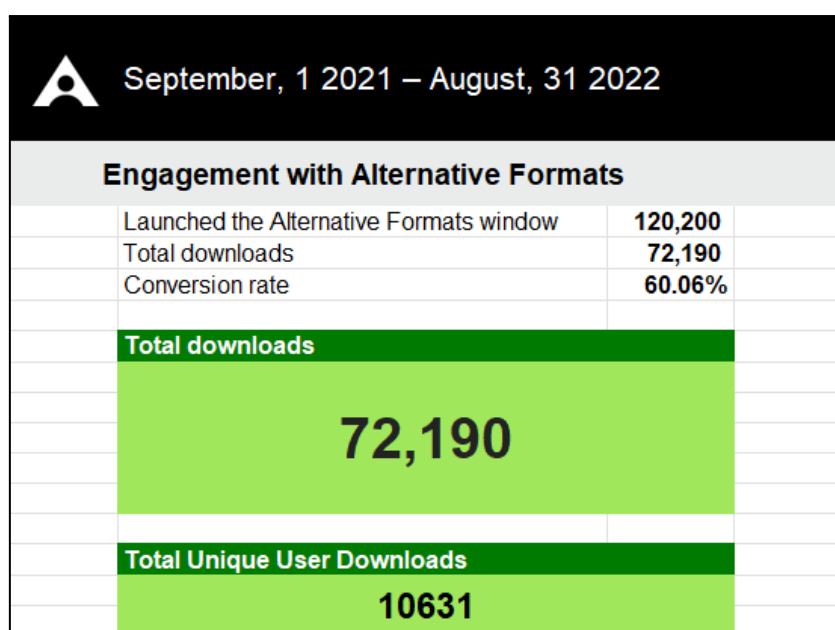 September, 1 2021 – August, 31 2022
Engagement with Alternative Formats
Launched the Alternative Formats window 120,200
Total downloads 72,190
Conversion rate 60.06%
Total downloads
72,190
Total Unique User Downloads
10631